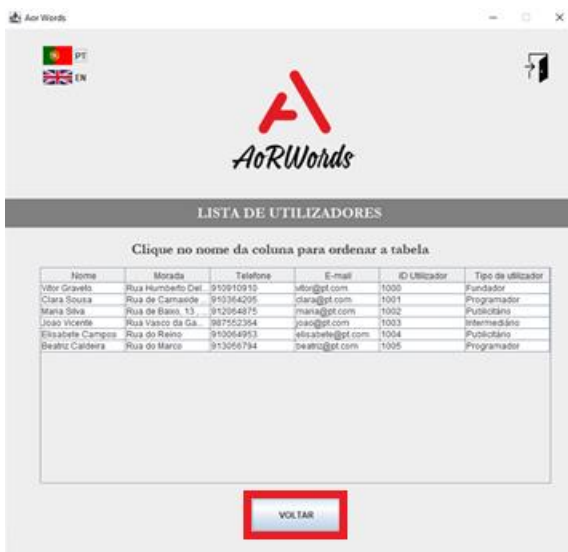 Aor Words
PT
EN
AoRWords
LISTA DE UTILIZADORES
Clique no nome da coluna para ordenar a tabela
Nome Morada Telefone E-mail ID Utilizador Tipo de utilizador
Vitor Gravelo Rua Humberto Del... 910910910 vitor@pt.com 1000 Fundador
Clara Sousa Rua de Camaxide ... 910364205 clara@pt.com 1001 Programador
Maria Silva Rua de Baixo, 13 , ... 912064875 maria@pt.com 1002 Publicitário
Joao Vicente Rua Vasco da Ga... 987552364 joao@pt.com 1003 Intermediário
Elisabete Campos Rua do Reino 910064953 elisabete@pt.com 1004 Publicitário
Beatriz Caldeira Rua do Marco 913056794 beatriz@pt.com 1005 Programador
VOLTAR